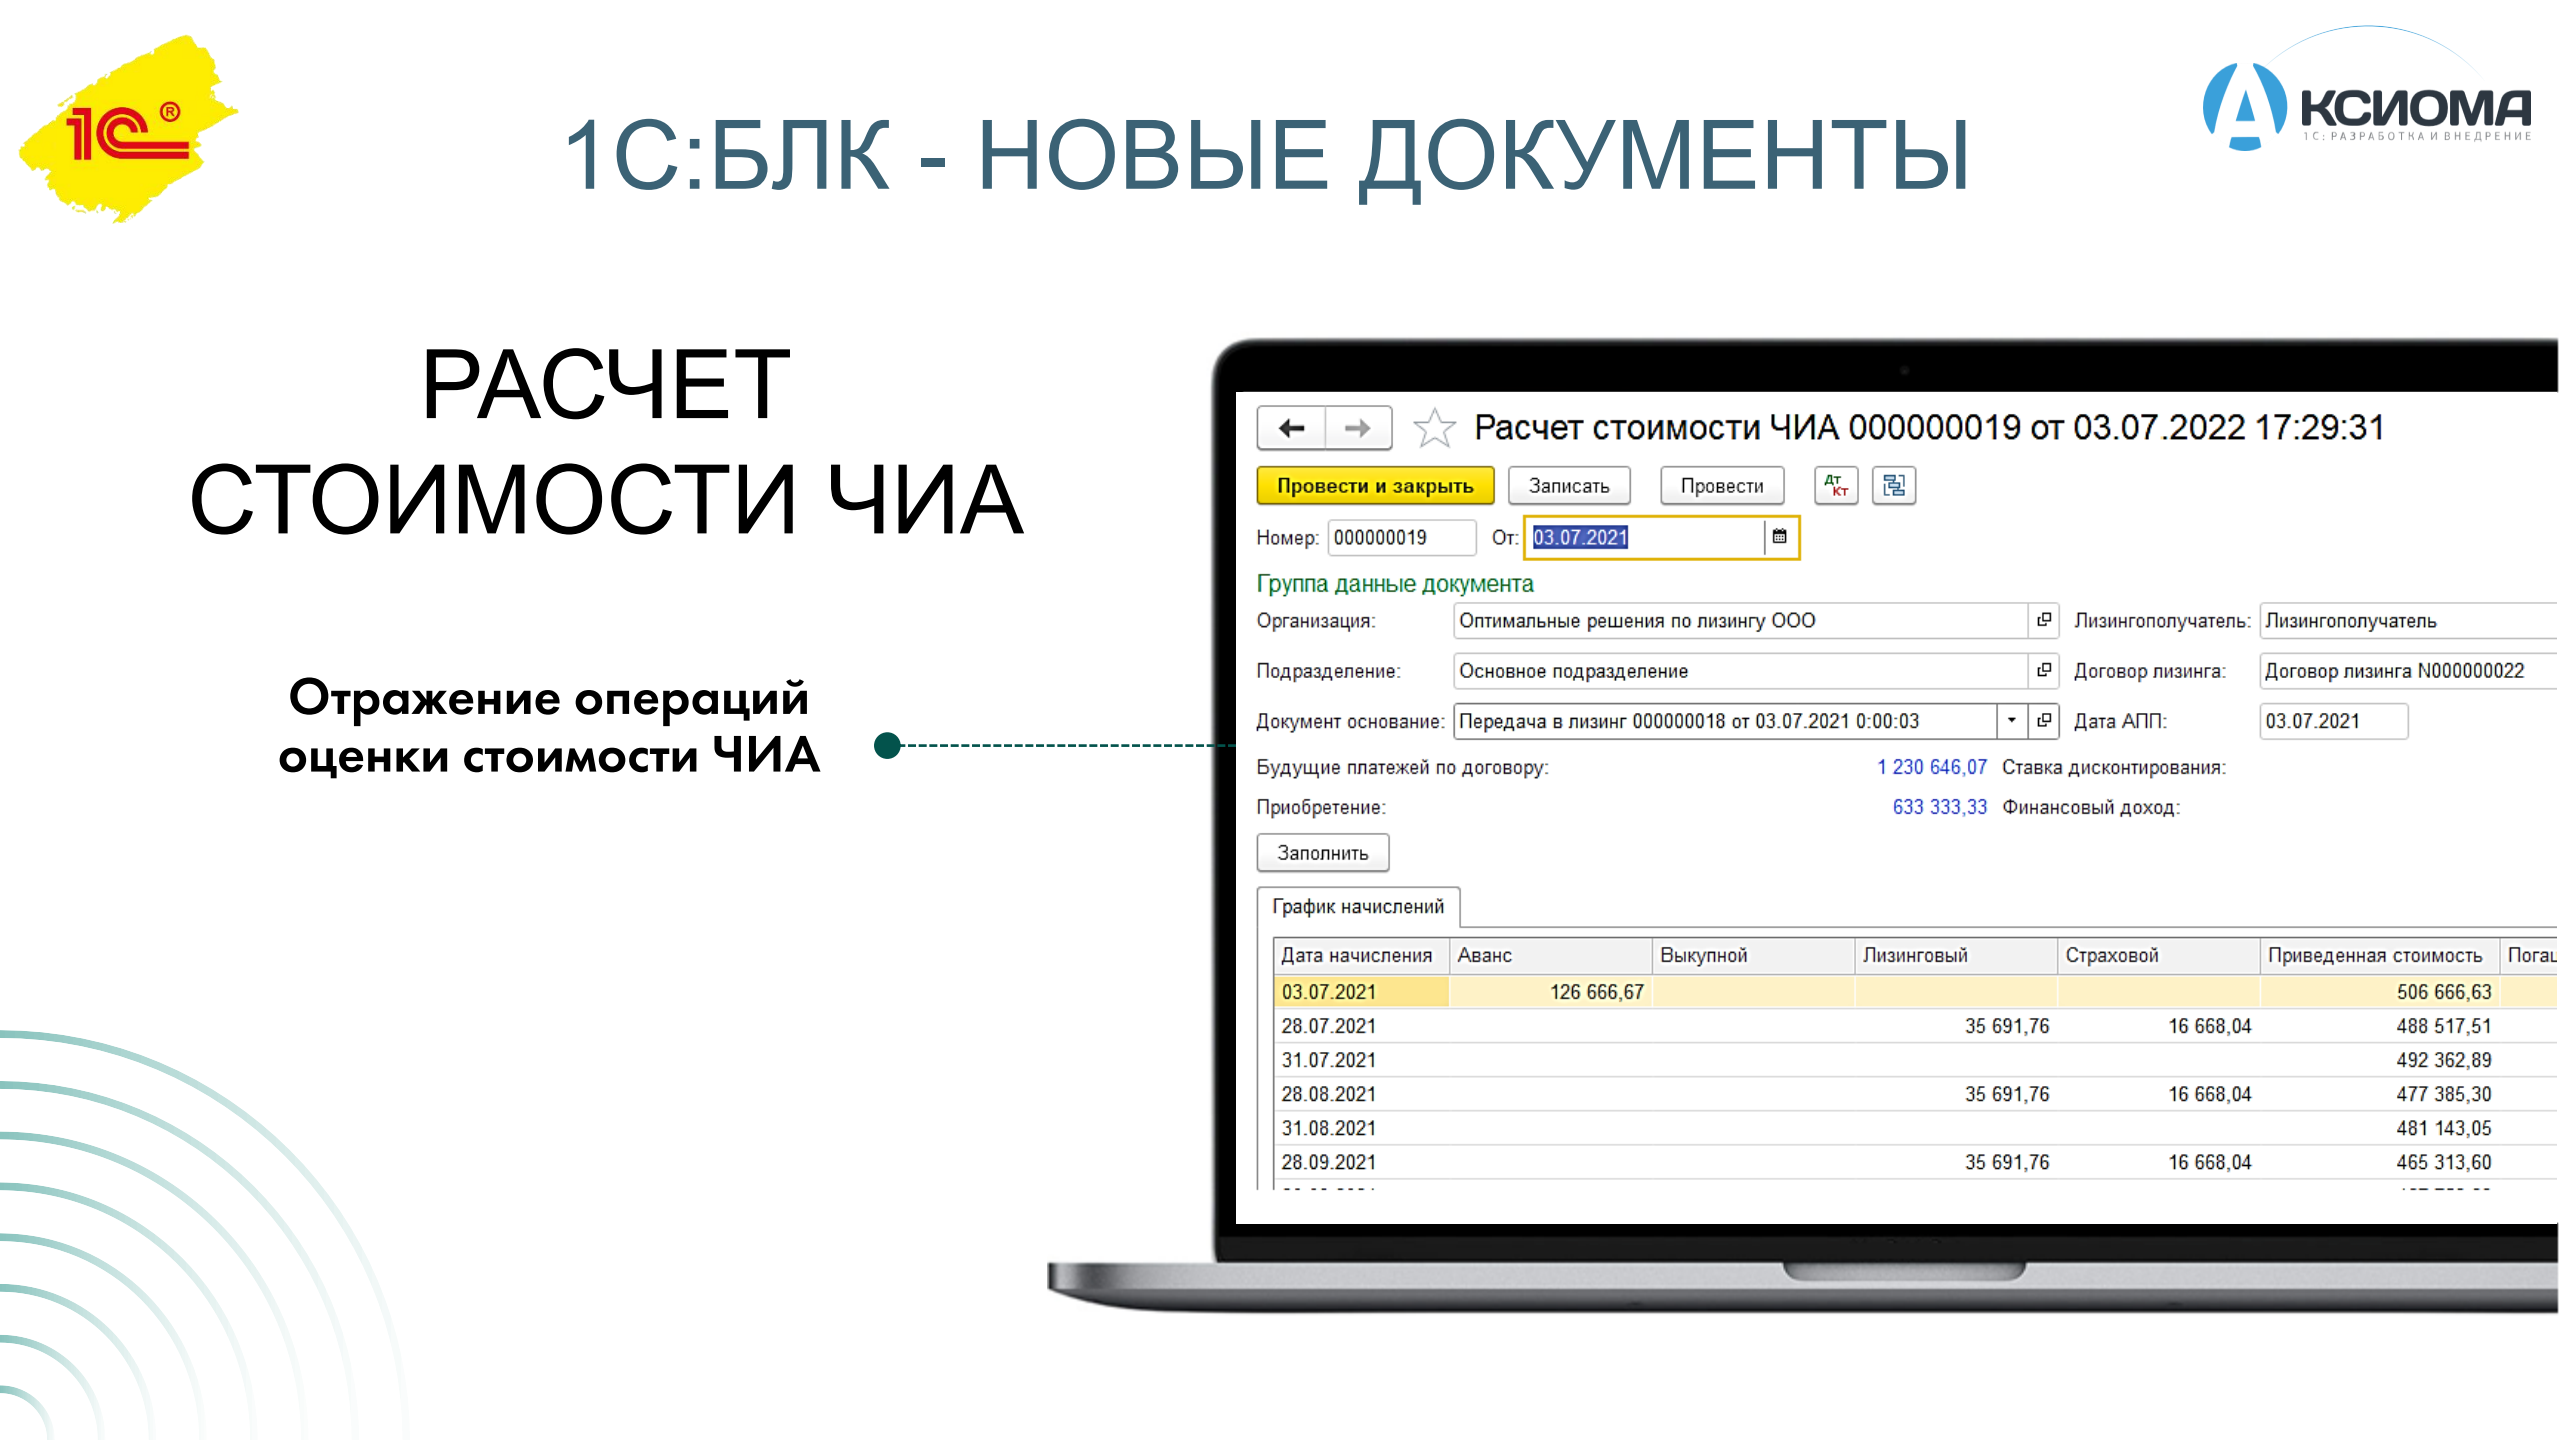 1С®
1С:БЛК - НОВЫЕ ДОКУМЕНТЫ
АКСИОМА
1С: РАЗРАБОТКА И ВНЕДРЕНИЕ
РАСЧЕТ
СТОИМОСТИ ЧИА
Отражение операций
оценки стоимости ЧИА
Расчет стоимости ЧИА 000000019 от 03.07.2022 17:29:31
Провести и закрыть Записать Провести Дт Кт
Номер: 000000019 От: 03.07.2021
Группа данные документа
Организация: Оптимальные решения по лизингу ООО Лизингополучатель: Лизингополучатель
Подразделение: Основное подразделение Договор лизинга: Договор лизинга N000000022
Документ основание: Передача в лизинг 000000018 от 03.07.2021 0:00:03 Дата АПП: 03.07.2021
Будущие платежей по договору: 1 230 646,07 Ставка дисконтирования:
Приобретение: 633 333,33 Финансовый доход:
Заполнить
График начислений
Дата начисления Аванс Выкупной Лизинговый Страховой Приведенная стоимость
03.07.2021 126 666,67 506 666,63
28.07.2021 35 691,76 16 668,04 488 517,51
31.07.2021 492 362,89
28.08.2021 35 691,76 16 668,04 477 385,30
31.08.2021 481 143,05
28.09.2021 35 691,76 16 668,04 465 313,60